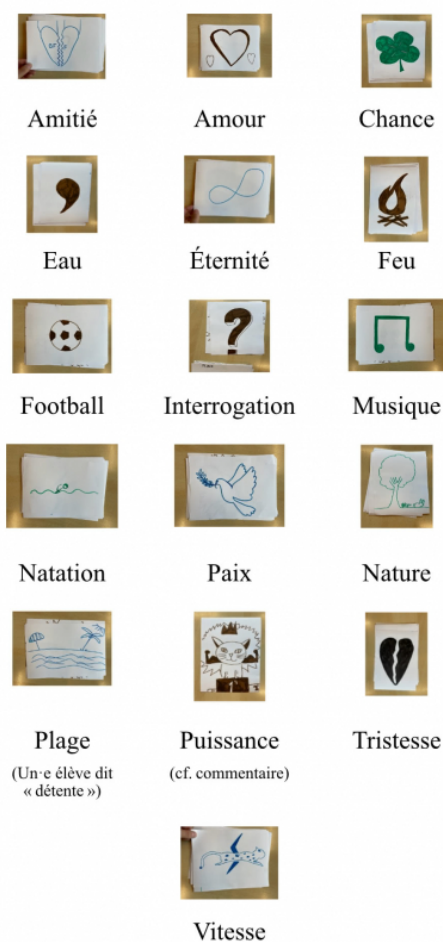 Amitié
Amour
Chance
Eau
Éternité
Feu
Football
Interrogation
Musique
Natation
Paix
Nature
Plage
(Un·e élève dit
« détente »)
Puissance
(cf. commentaire)
Tristesse
Vitesse